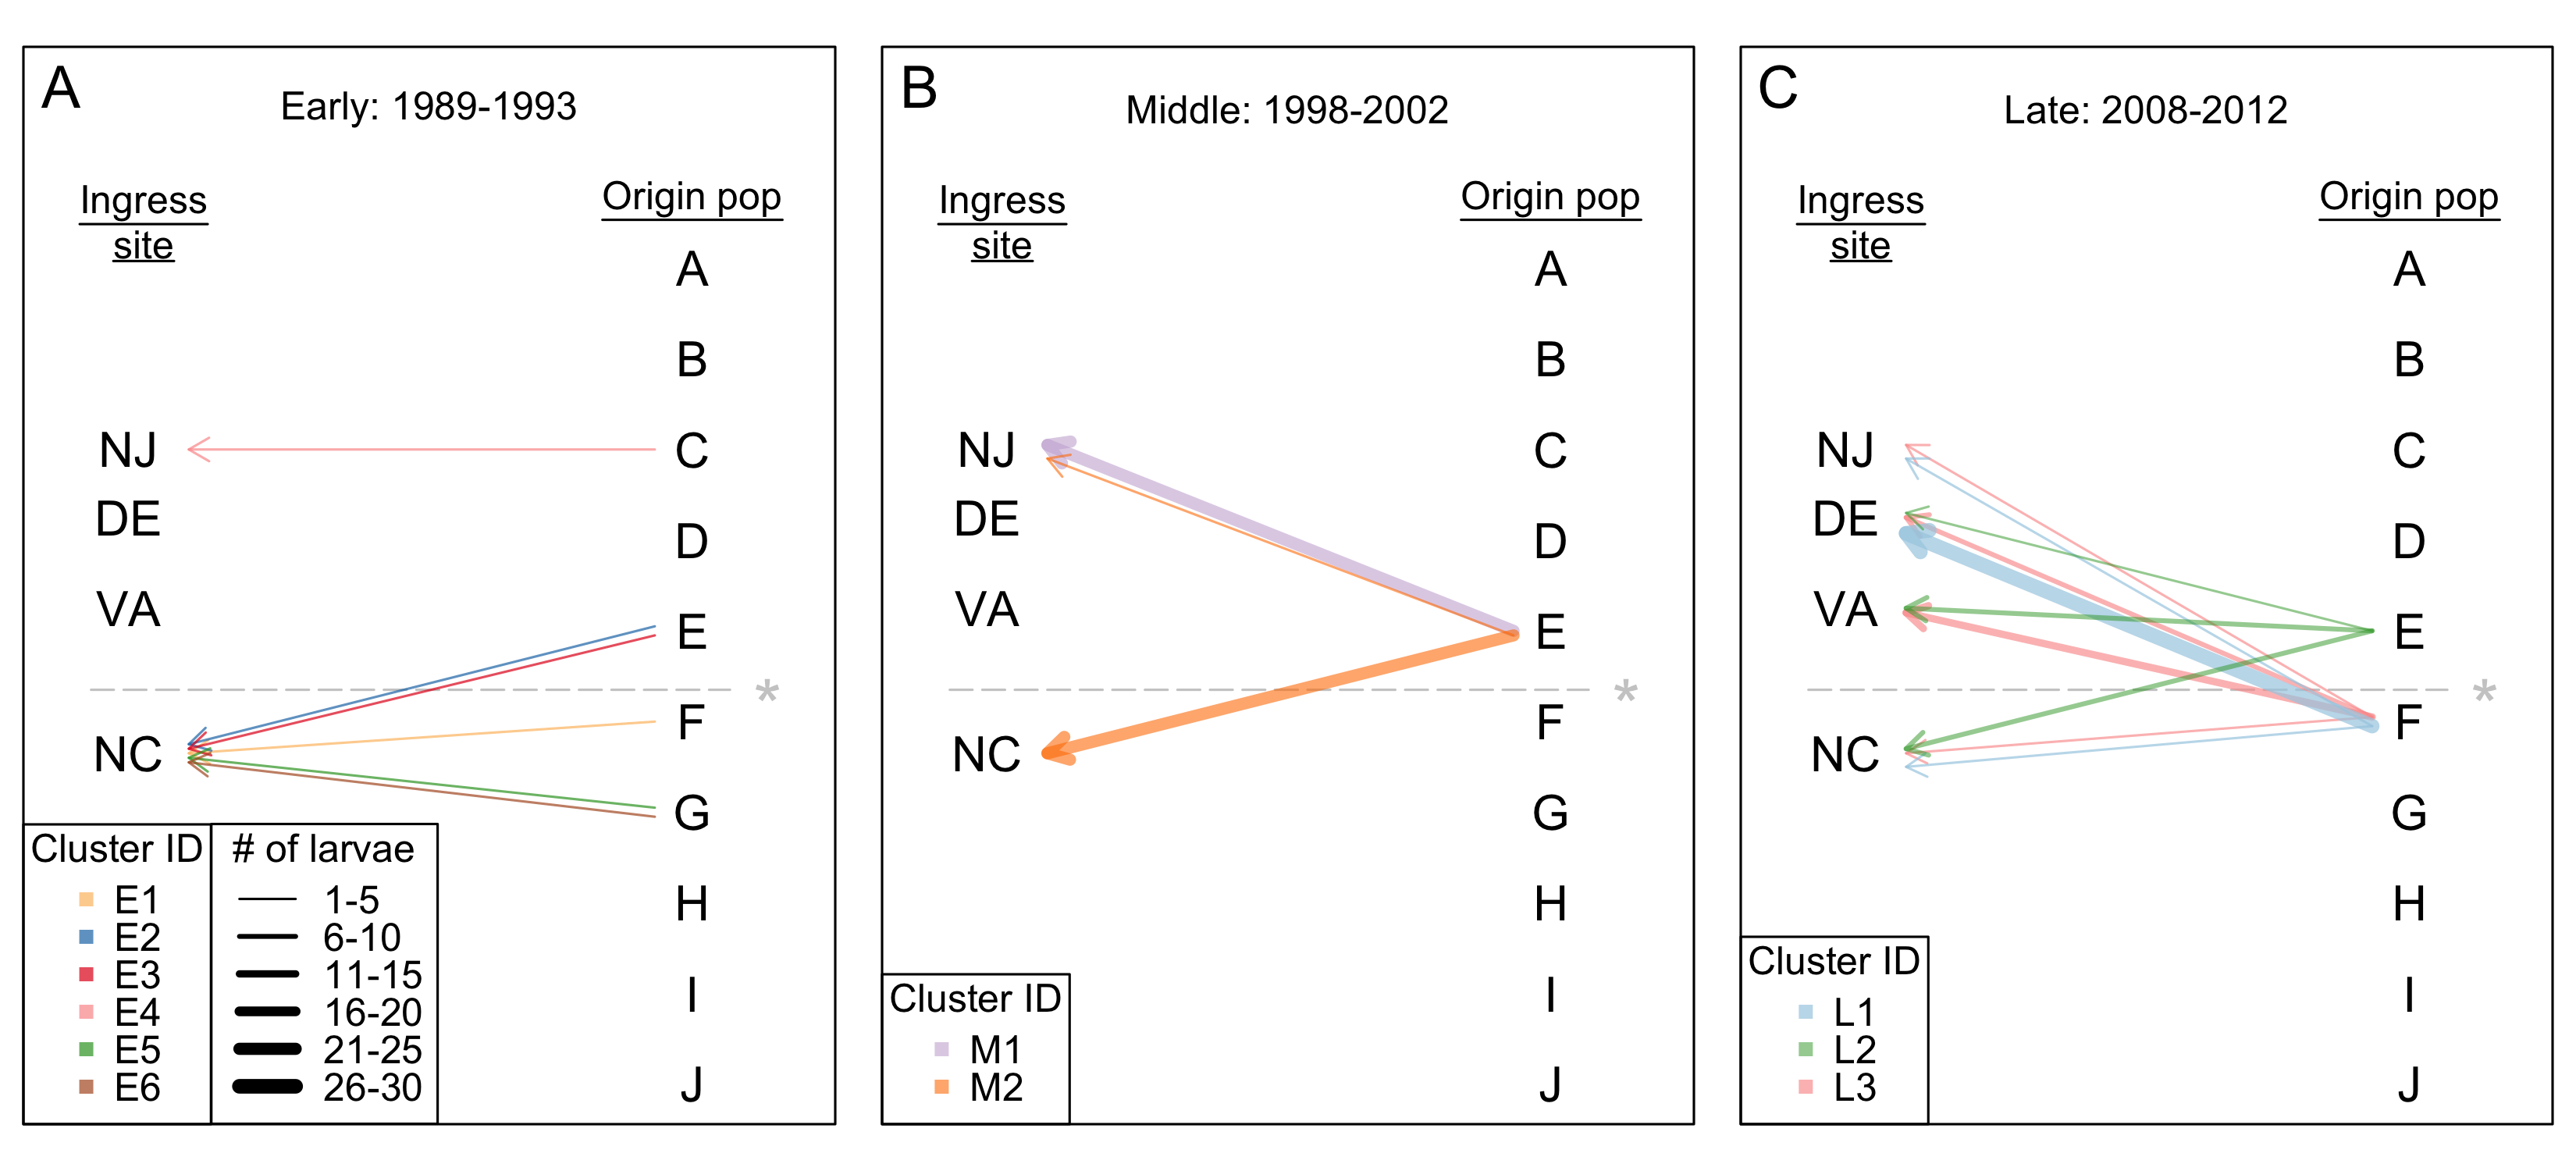 A
Early: 1989-1993
Ingress
site
Origin pop
A
B
C
D
E
F
G
H
I
J
NJ
DE
VA
NC
*
Cluster ID
E1
E2
E3
E4
E5
E6
# of larvae
1-5
6-10
11-15
16-20
21-25
26-30
B
Middle: 1998-2002
Ingress
site
Origin pop
A
B
C
D
E
F
G
H
I
J
NJ
DE
VA
NC
*
Cluster ID
M1
M2
C
Late: 2008-2012
Ingress
site
Origin pop
A
B
C
D
E
F
G
H
I
J
NJ
DE
VA
NC
*
Cluster ID
L1
L2
L3